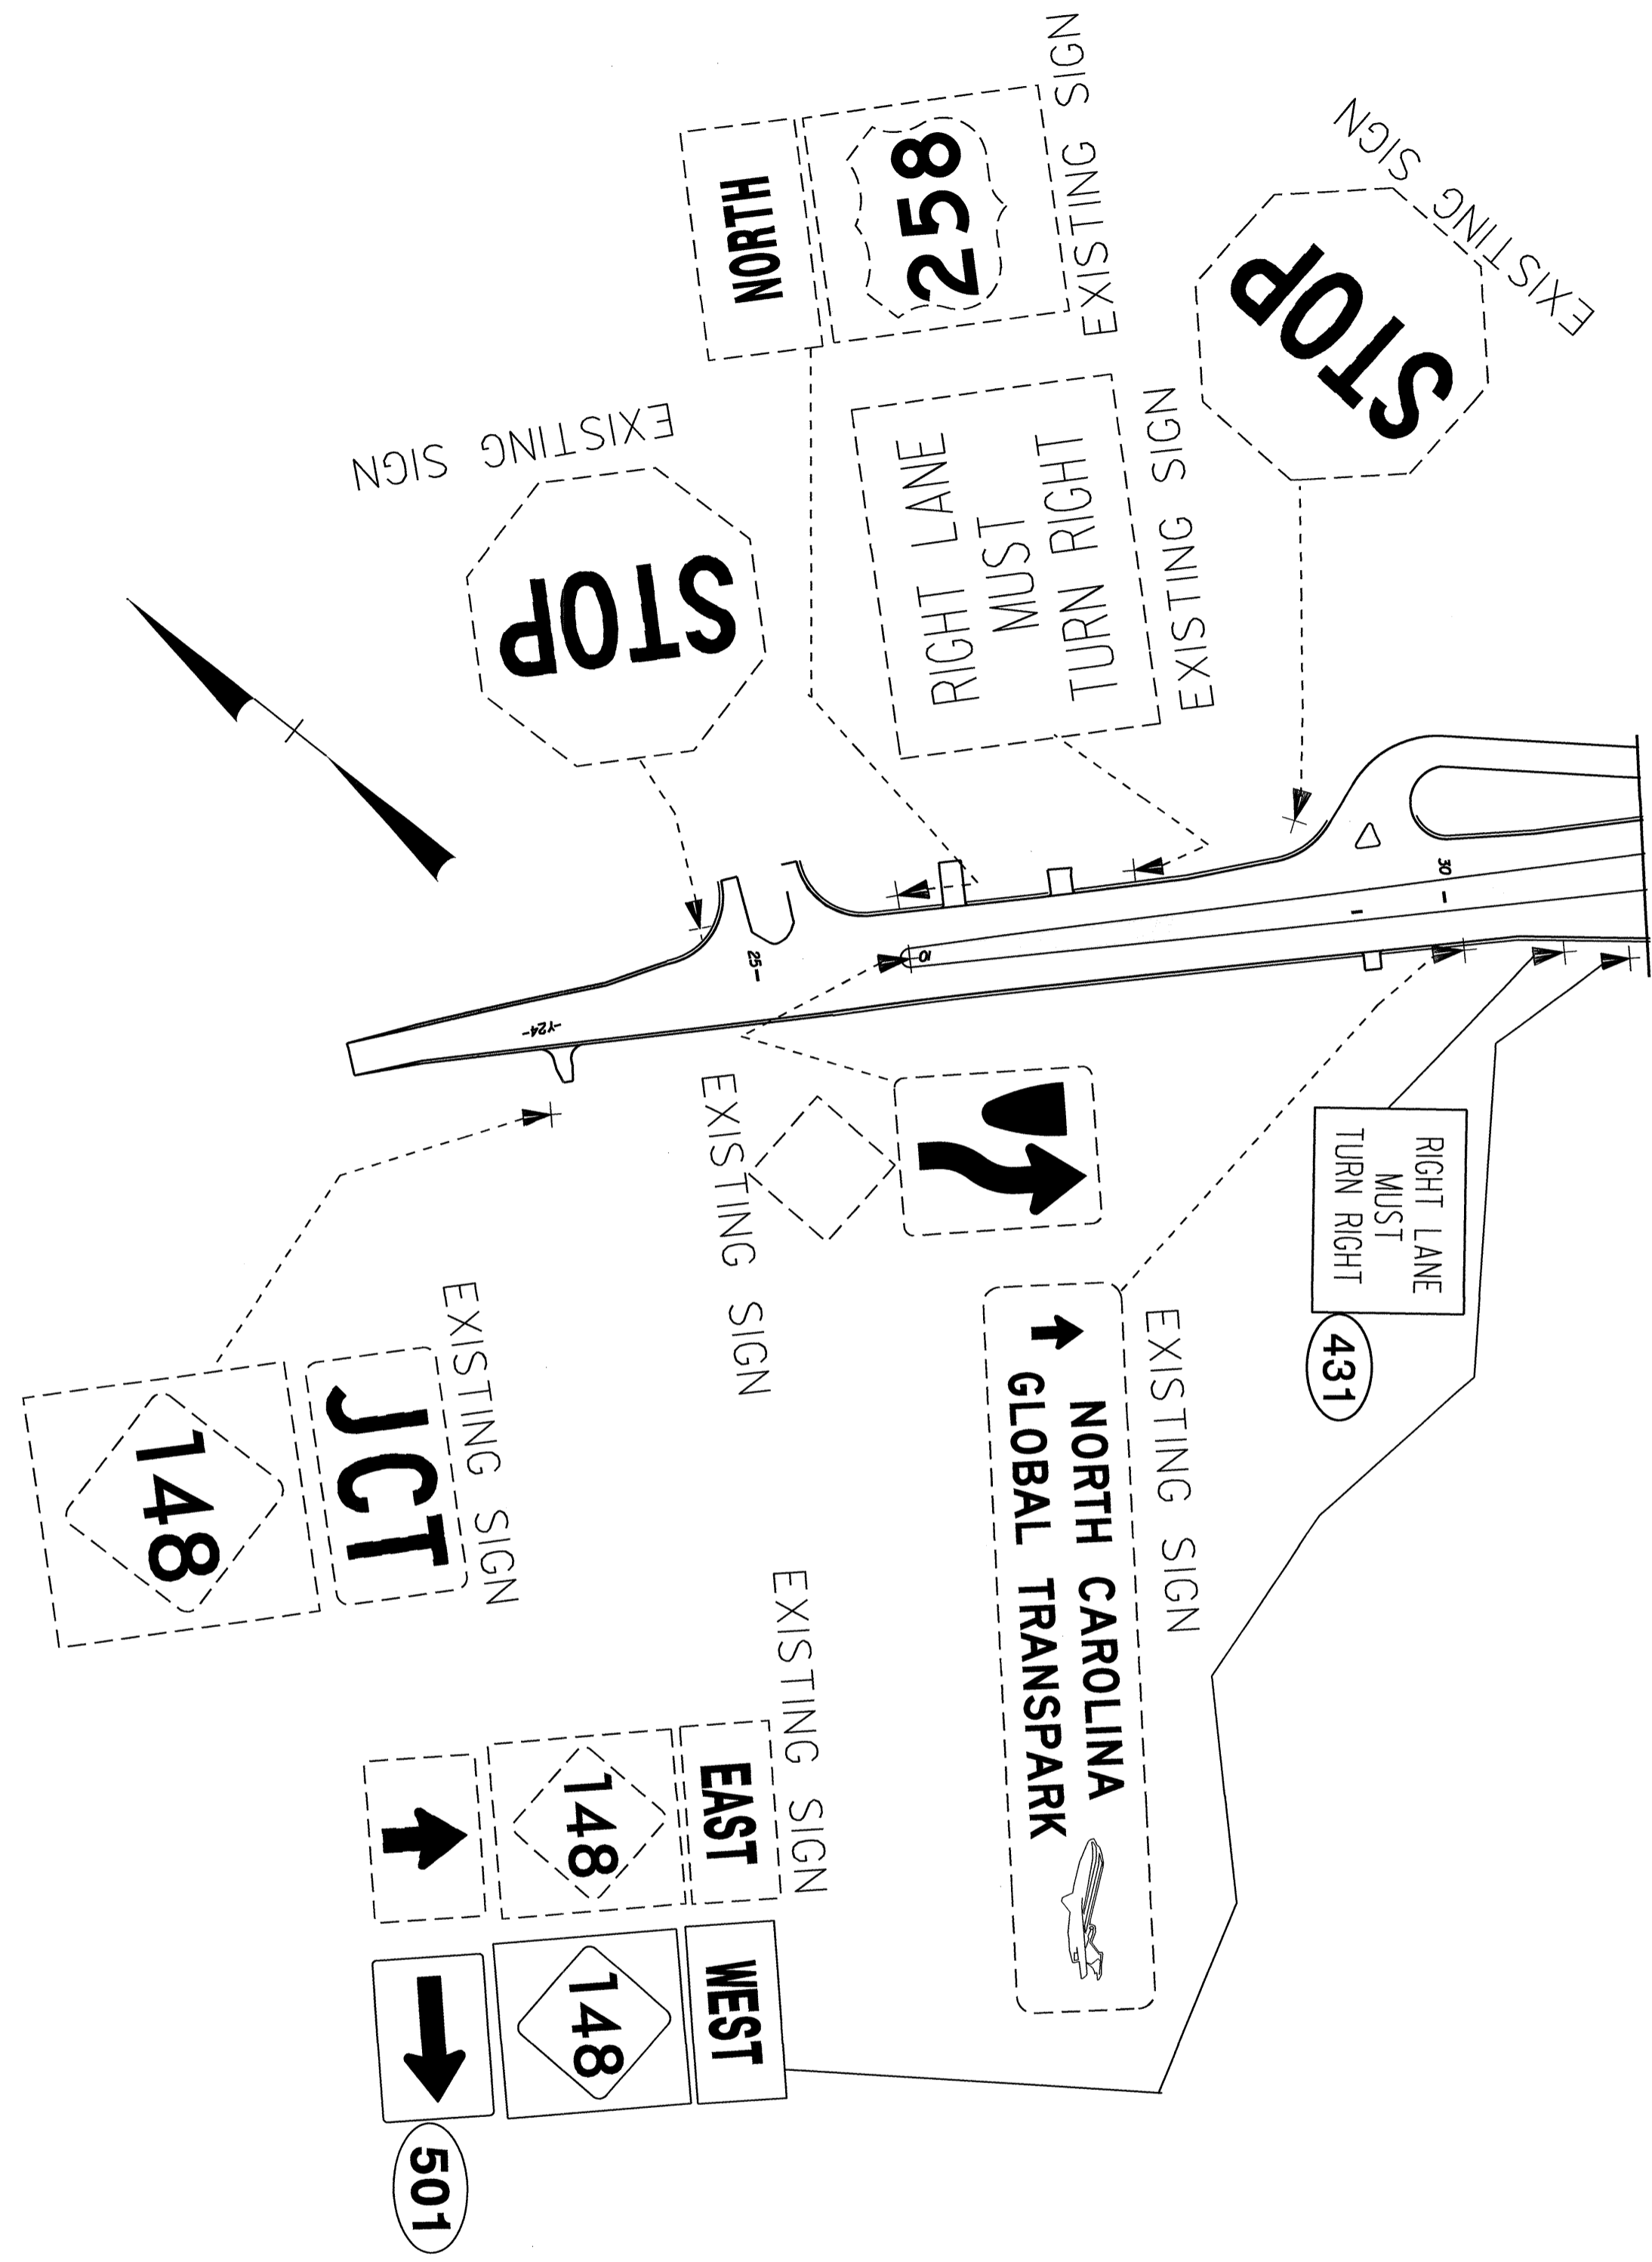 EXISTING SIGN
NORTH
258
EXISTING SIGN
STOP
EXISTING SIGN
STOP
EXISTING SIGN
RIGHT LANE
MUST
TURN RIGHT
EXISTING SIGN
30
25
10
-Y24-
EXISTING SIGN
RIGHT LANE
MUST
TURN RIGHT
431
EXISTING SIGN
NORTH CAROLINA
GLOBAL TRANSPARK
EXISTING SIGN
JCT
148
EXISTING SIGN
EAST
148
WEST
148
501